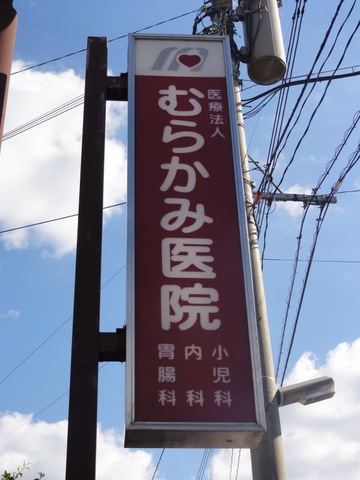 医療法人
むらかみ医院
小児科
内科
胃腸科